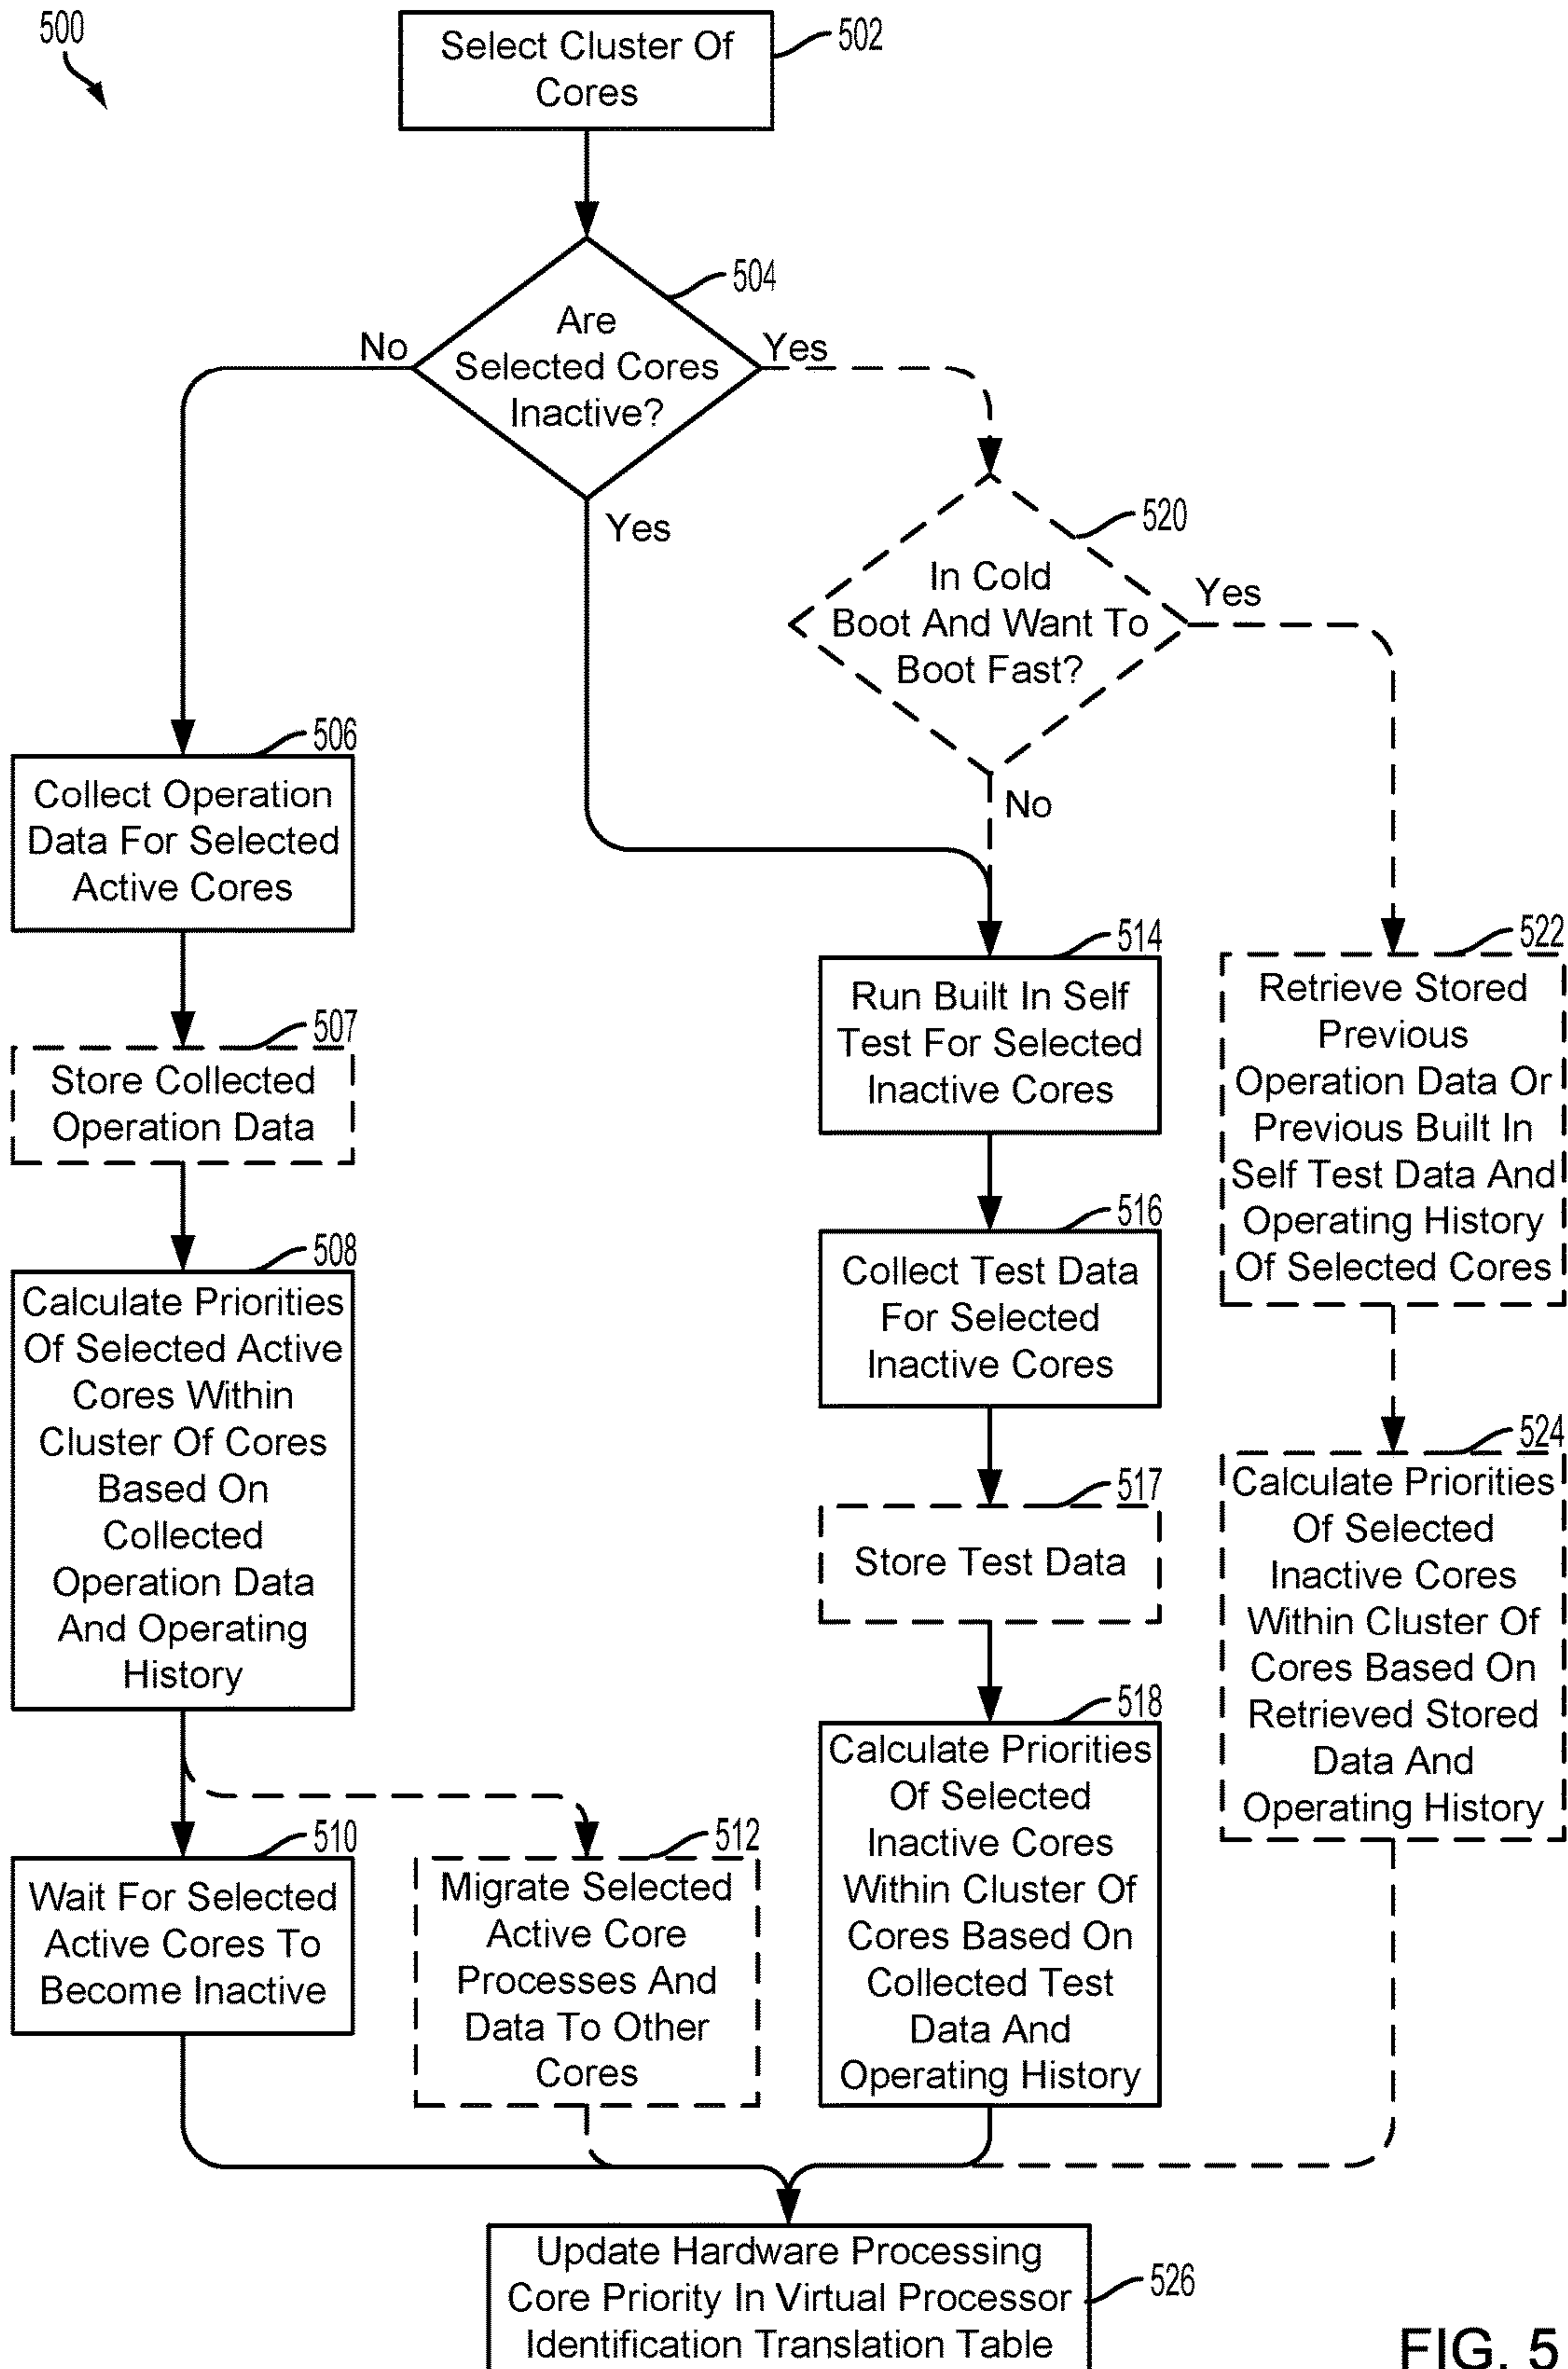 500
Select Cluster Of
Cores
502
504
Are
Selected Cores
Inactive?
No
Yes
Yes
520
In Cold
Boot And Want To
Boot Fast?
Yes
No
506
Collect Operation
Data For Selected
Active Cores
507
Store Collected
Operation Data
508
Calculate Priorities
Of Selected Active
Cores Within
Cluster Of Cores
Based On
Collected
Operation Data
And Operating
History
510
Wait For Selected
Active Cores To
Become Inactive
512
Migrate Selected
Active Core
Processes And
Data To Other
Cores
514
Run Built In Self
Test For Selected
Inactive Cores
516
Collect Test Data
For Selected
Inactive Cores
517
Store Test Data
518
Calculate Priorities
Of Selected
Inactive Cores
Within Cluster Of
Cores Based On
Collected Test
Data And
Operating History
522
Retrieve Stored
Previous
Operation Data Or
Previous Built In
Self Test Data And
Operating History
Of Selected Cores
524
Calculate Priorities
Of Selected
Inactive Cores
Within Cluster Of
Cores Based On
Retrieved Stored
Data And
Operating History
Update Hardware Processing
Core Priority In Virtual Processor
Identification Translation Table
526
FIG. 5